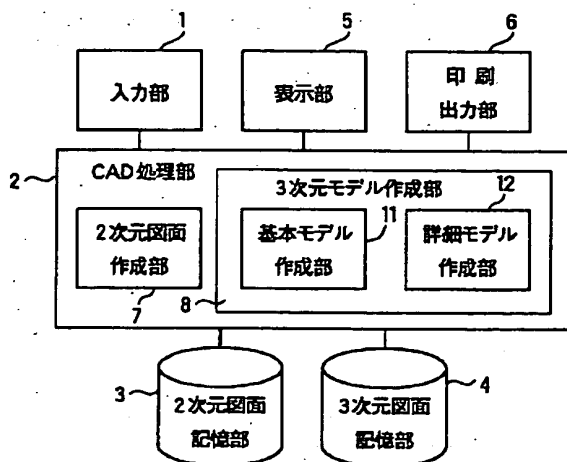 1
5
6
入力部
表示部
印刷
出力部
2
CAD処理部
3次元モデル作成部
12
11
2次元図面
作成部
基本モデル
作成部
詳細モデル
作成部
7
8
3
2次元図面
記憶部
3次元図面
記憶部
4